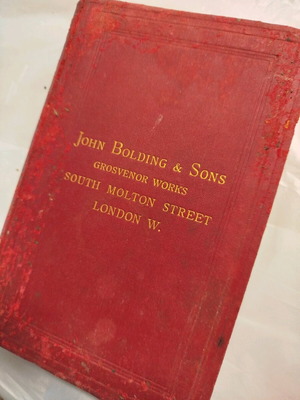 JOHN BOLDING & SONS
GROSVENOR WORKS
SOUTH MOLTON STREET
LONDON W.